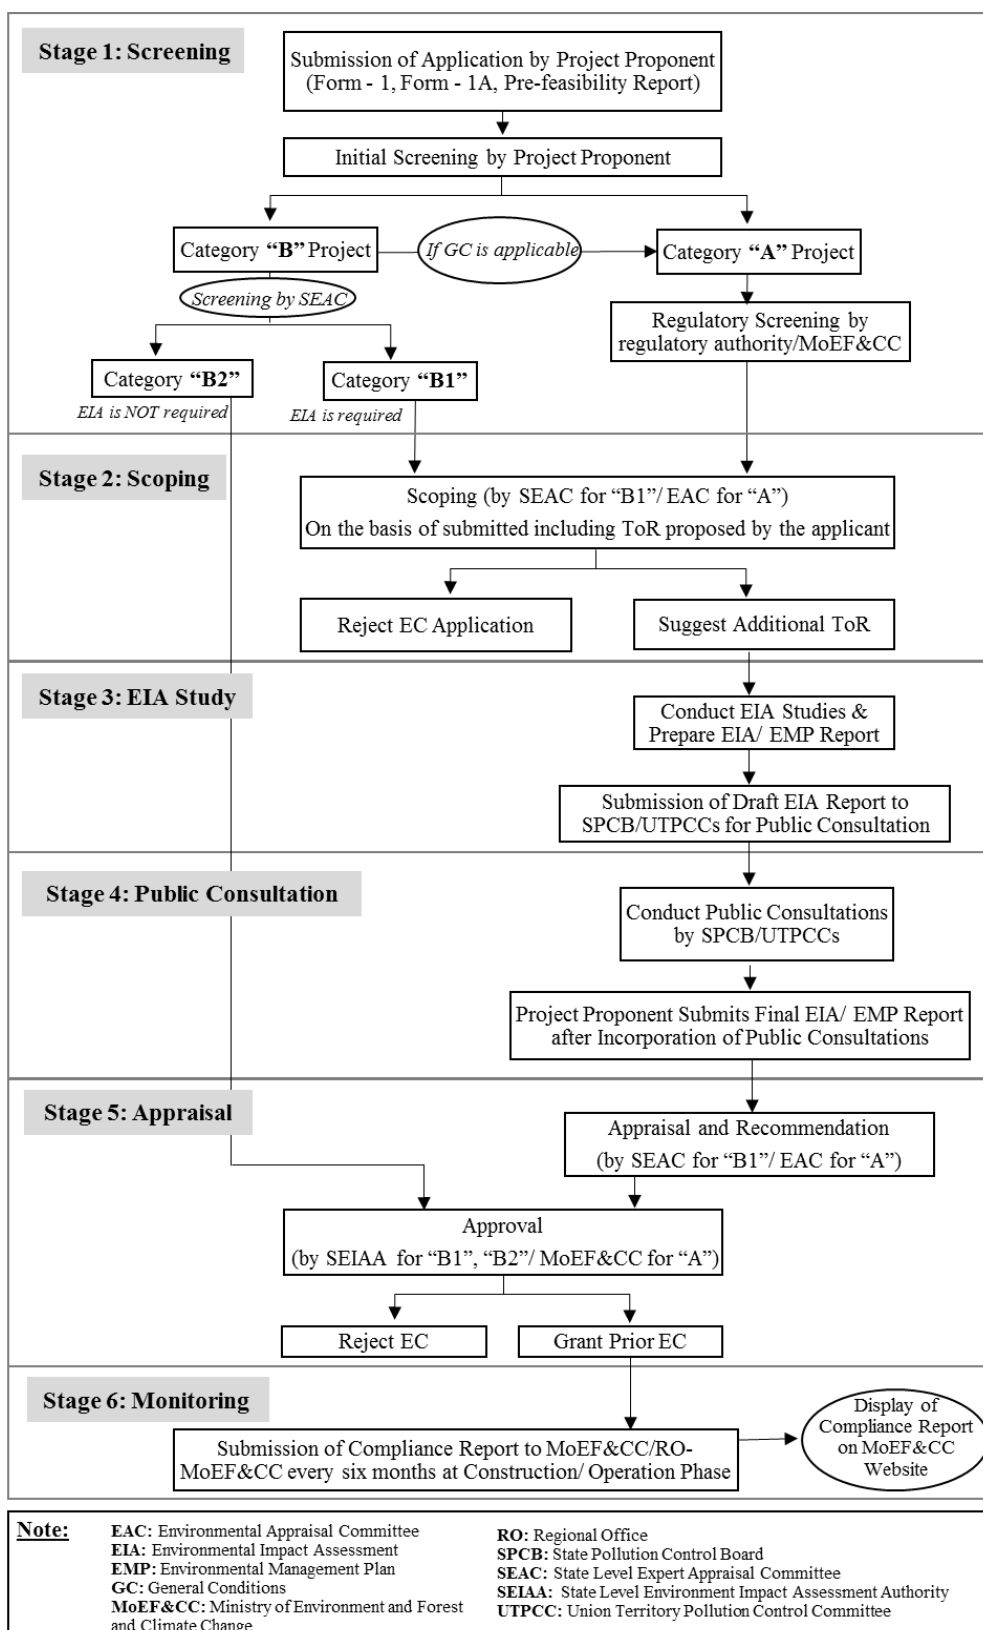 Stage 1: Screening
Submission of Application by Project Proponent
(Form - 1, Form - 1A, Pre-feasibility Report)
Initial Screening by Project Proponent
Category “B” Project
If GC is applicable
Category “A” Project
Screening by SEAC
Regulatory Screening by
regulatory authority/MoEF&CC
Category “B2”
Category “B1”
EIA is NOT required
EIA is required
Stage 2: Scoping
Scoping (by SEAC for “B1”/ EAC for “A”)
On the basis of submitted including ToR proposed by the applicant
Reject EC Application
Suggest Additional ToR
Stage 3: EIA Study
Conduct EIA Studies &
Prepare EIA/ EMP Report
Submission of Draft EIA Report to
SPCB/UTPCCs for Public Consultation
Stage 4: Public Consultation
Conduct Public Consultations
by SPCB/UTPCCs
Project Proponent Submits Final EIA/ EMP Report
after Incorporation of Public Consultations
Stage 5: Appraisal
Appraisal and Recommendation
(by SEAC for “B1”/ EAC for “A”)
Approval
(by SEIAA for “B1”, “B2”/ MoEF&CC for “A”)
Reject EC
Grant Prior EC
Stage 6: Monitoring
Submission of Compliance Report to MoEF&CC/RO-
MoEF&CC every six months at Construction/ Operation Phase
Display of
Compliance Report
on MoEF&CC
Website
Note:
EAC: Environmental Appraisal Committee
EIA: Environmental Impact Assessment
EMP: Environmental Management Plan
GC: General Conditions
MoEF&CC: Ministry of Environment and Forest
and Climate Change
RO: Regional Office
SPCB: State Pollution Control Board
SEAC: State Level Expert Appraisal Committee
SEIAA: State Level Environment Impact Assessment Authority
UTPCC: Union Territory Pollution Control Committee